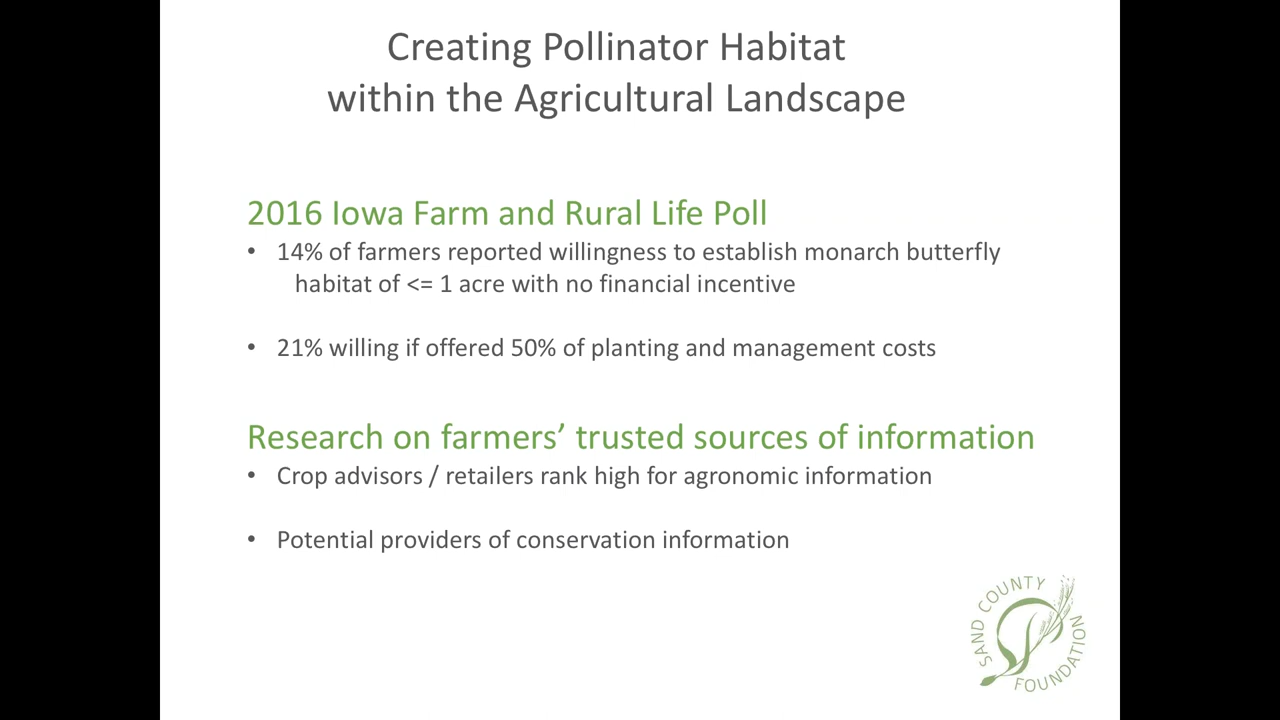 Creating Pollinator Habitat
within the Agricultural Landscape
2016 Iowa Farm and Rural Life Poll
• 14% of farmers reported willingness to establish monarch butterfly
habitat of <= 1 acre with no financial incentive
• 21% willing if offered 50% of planting and management costs
Research on farmers’ trusted sources of information
• Crop advisors / retailers rank high for agronomic information
• Potential providers of conservation information
SAND COUNTY
FOUNDATION